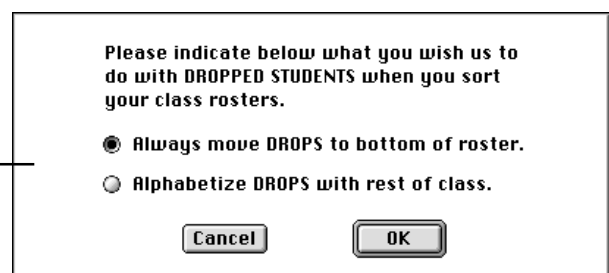 Please indicate below what you wish us to
do with DROPPED STUDENTS when you sort
your class rosters.
Always move DROPS to bottom of roster.
Alphabetize DROPS with rest of class.
Cancel OK